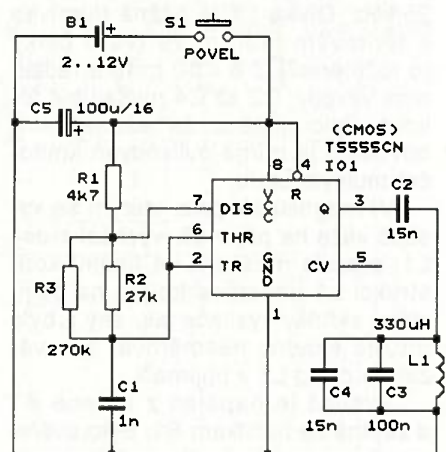 B1 + S1
2..12V POVEL
C5 100u/16
+
(CMOS)
TS555CN
IO1
R1
4k7
8 4
VCC R
7 DIS Q 3
C2
15n
6 THR
2 TR GND CV 5
1
R3 R2
27k
270k
330uH
L1
C1
1n
C4 C3
15n 100n